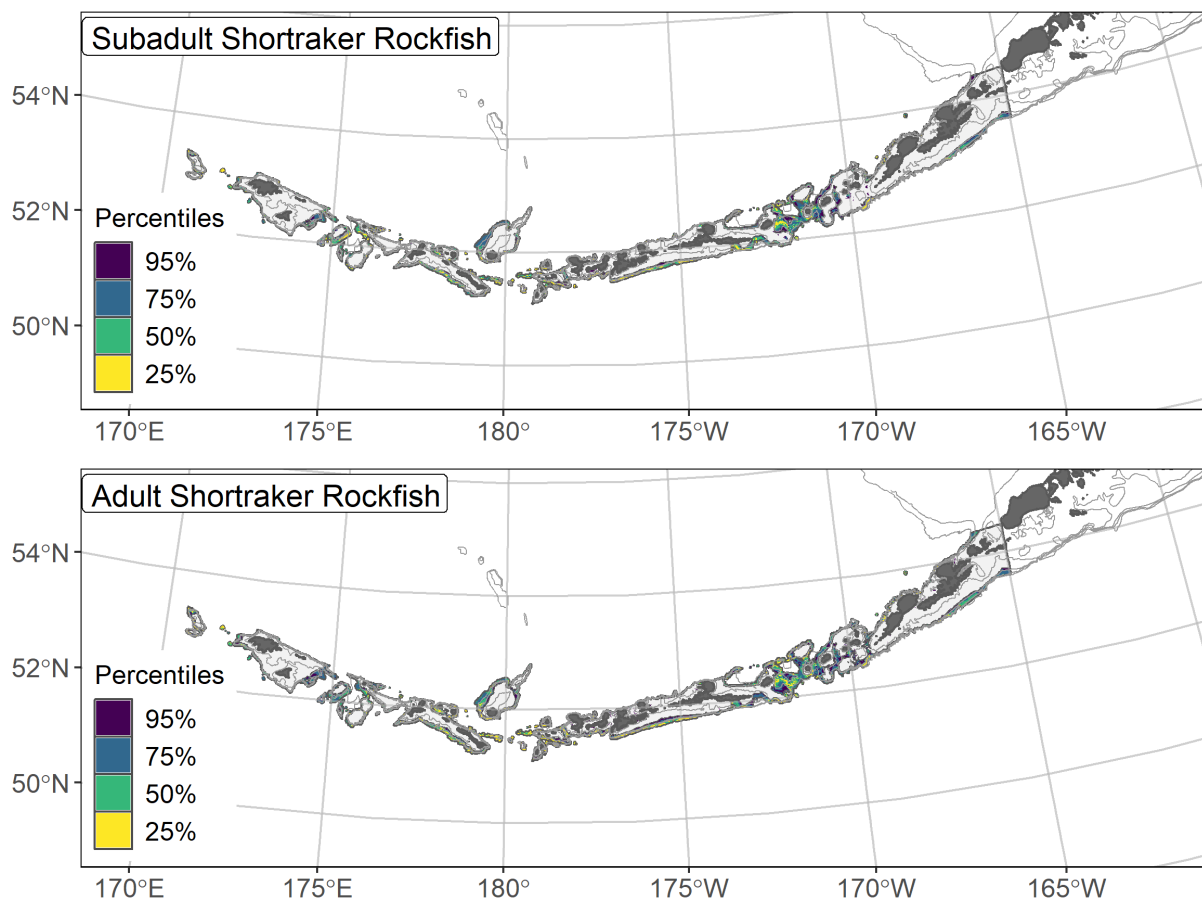 Subadult Shortraker Rockfish
54°N
52°N
50°N
Percentiles
95%
75%
50%
25%
170°E
175°E
180°
175°W
170°W
165°W
Adult Shortraker Rockfish
54°N
52°N
50°N
Percentiles
95%
75%
50%
25%
170°E
175°E
180°
175°W
170°W
165°W